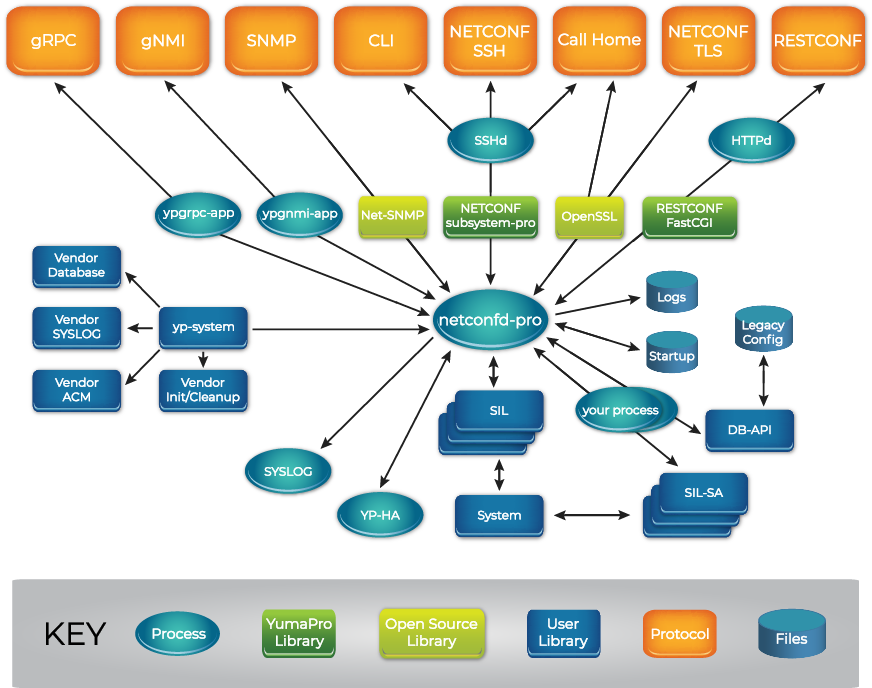 gRPC
gNMI
SNMP
CLI
NETCONF
SSH
Call Home
NETCONF
TLS
RESTCONF
SSHd
HTTPd
ypgrpc-app
ypgnmi-app
Net-SNMP
NETCONF
subsystem-pro
OpenSSL
RESTCONF
FastCGI
Vendor
Database
Vendor
SYSLOG
yp-system
Vendor
ACM
Vendor
Init/Cleanup
netconfd-pro
Logs
Startup
Legacy
Config
SIL
your process
DB-API
SYSLOG
YP-HA
System
SIL-SA
KEY
Process
YumaPro
Library
Open Source
Library
User
Library
Protocol
Files